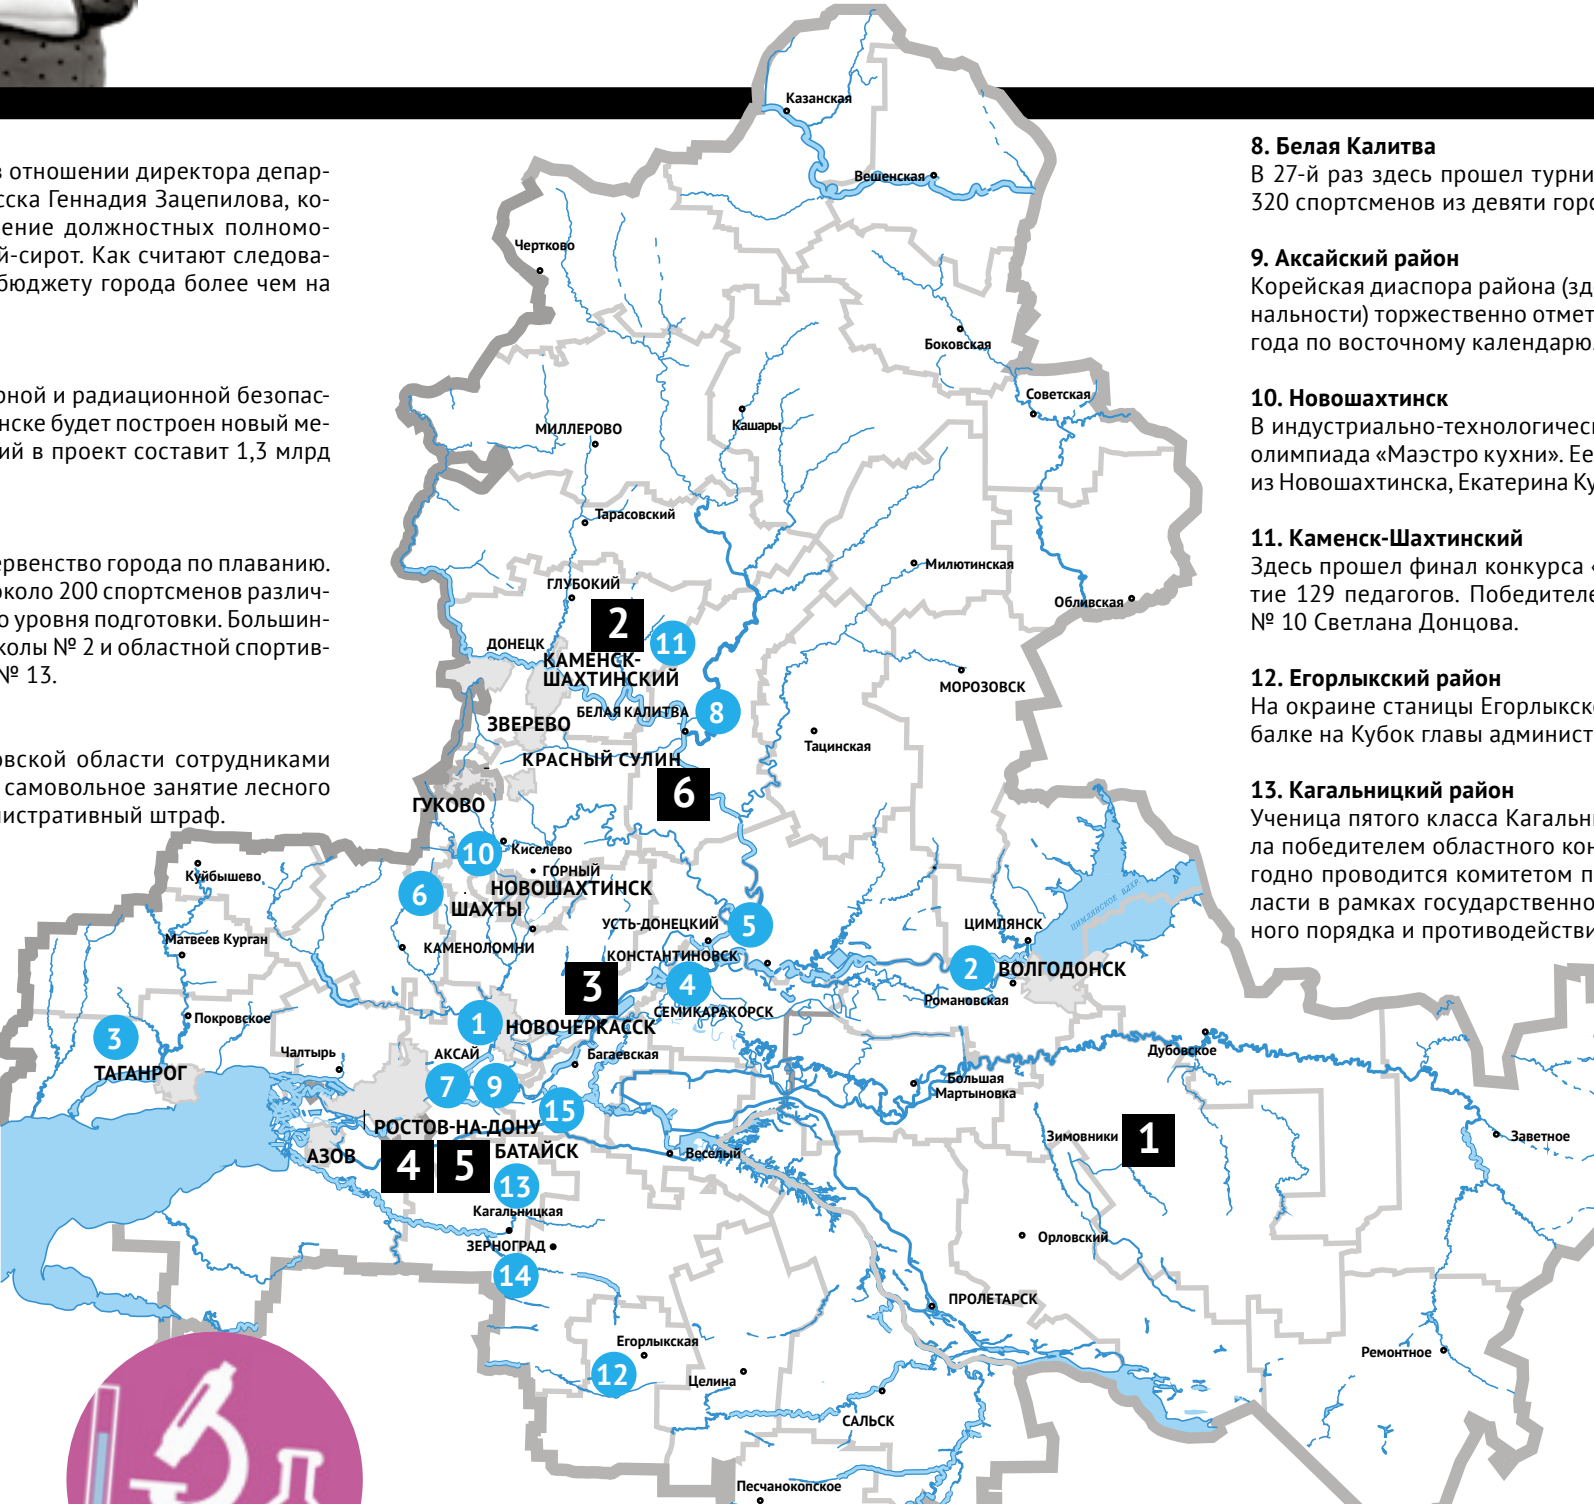 в отношении директора депар-
сска Геннадия Зацепилова, ко-
ение должностных полномо-
й-сирот. Как считают следова-
бюджету города более чем на
рной и радиационной безопас-
нске будет построен новый ме-
ий в проект составит 1,3 млрд
ервенство города по плаванию.
около 200 спортсменов различ-
о уровня подготовки. Большин-
колы № 2 и областной спортив-
№ 13.
овской области сотрудниками
самовольное занятие лесного
инистративный штраф.
Казанская
Вешенская
Чертково
Боковская
Советская
МИЛЛЕРОВО
Кашары
Тарасовский
Милютинская
ГЛУБОКИЙ
Обливская
2
11
ДОНЕЦК
КАМЕНСК-
ШАХТИНСКИЙ
МОРОЗОВСК
БЕЛАЯ КАЛИТВА
8
ЗВЕРЕВО
Тацинская
КРАСНЫЙ СУЛИН
6
ГУКОВО
10
Киселево
ГОРНЫЙ
Куйбышево
6
НОВОШАХТИНСК
ШАХТЫ
УСТЬ-ДОНЕЦКИЙ
5
ЦИМЛЯНСК
ЦИМЛЯНСКОЕ ВДХР.
Матвеев Курган
КАМЕНОЛОМНИ
КОНСТАНТИНОВСК
2
ВОЛГОДОНСК
3
4
Романовская
СЕМИКАРАКОРСК
Покровское
1
НОВОЧЕРКАССК
3
Чалтырь
АКСАЙ
Багаевская
Дубовское
ТАГАНРОГ
7
9
Большая
Мартыновка
15
РОСТОВ-НА-ДОНУ
Зимовники
1
Заветное
АЗОВ
4
5
БАТАЙСК
Веселый
13
Кагальницкая
Орловский
ЗЕРНОГРАД
14
ПРОЛЕТАРСК
Егорлыкская
Ремонтное
12
Целина
САЛЬСК
Песчанокопское
8. Белая Калитва
В 27-й раз здесь прошел турни
320 спортсменов из девяти горо
9. Аксайский район
Корейская диаспора района (зд
нальности) торжественно отмет
года по восточному календарю.
10. Новошахтинск
В индустриально-технологическ
олимпиада «Маэстро кухни». Ее
из Новошахтинска, Екатерина Ку
11. Каменск-Шахтинский
Здесь прошел финал конкурса «
тие 129 педагогов. Победителе
№ 10 Светлана Донцова.
12. Егорлыкский район
На окраине станицы Егорлыкско
балке на Кубок главы админист
13. Кагальницкий район
Ученица пятого класса Кагальни
ла победителем областного кон
годно проводится комитетом п
ласти в рамках государственно
ного порядка и противодействи